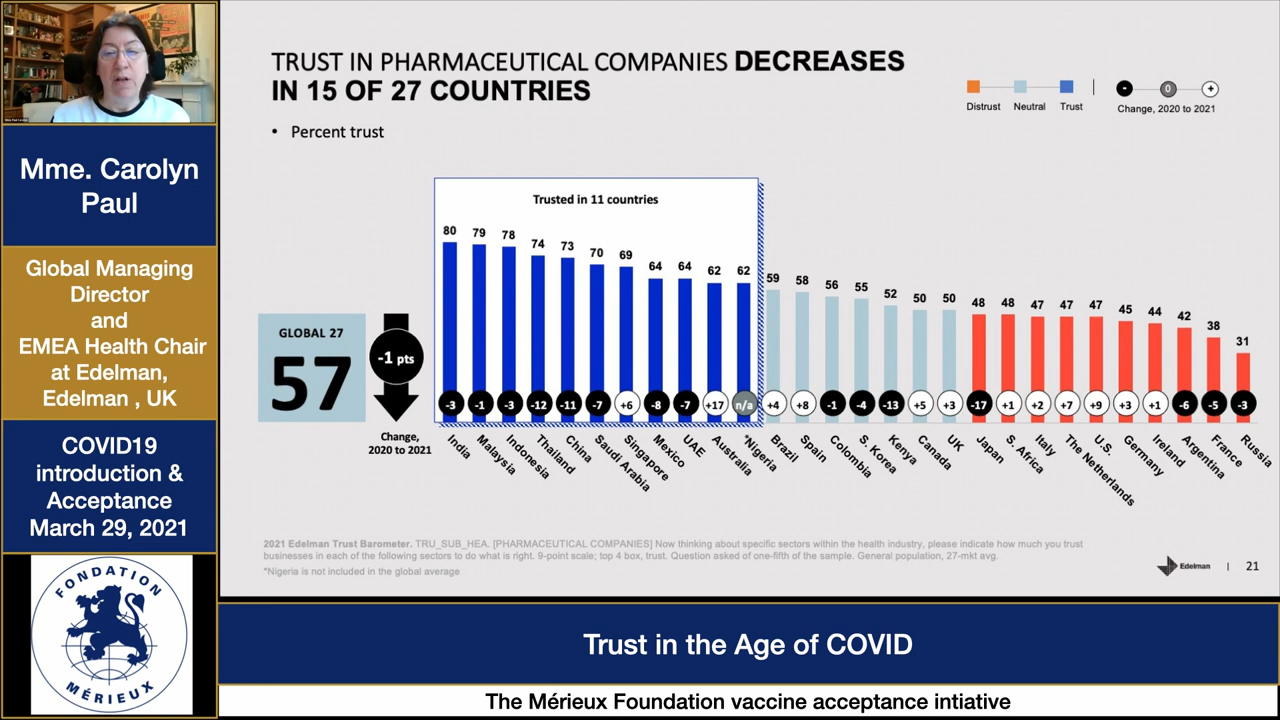 Mme. Carolyn
Paul
Global Managing
Director
and
EMEA Health Chair
at Edelman,
Edelman , UK
COVID19
introduction &
Acceptance
March 29, 2021
FONDATION
MÉRIEUX
TRUST IN PHARMACEUTICAL COMPANIES DECREASES
IN 15 OF 27 COUNTRIES
• Percent trust
Distrust Neutral Trust
- 0 +
Change, 2020 to 2021
GLOBAL 27
57
-1 pts
Change,
2020 to 2021
Trusted in 11 countries
80 79 78 74 73 70 69 64 64 62 62 59 58 56 55 52 50 50 48 48 47 47 47 45 44 42 38 31
-3 -1 -3 -12 -11 -7 +6 -8 -7 +17 n/a +4 +8 -1 -4 -13 +5 +3 -17 +1 +2 +7 +9 +3 +1 -6 -5 -3
India
Malaysia
Indonesia
Thailand
China
Saudi Arabia
Singapore
Mexico
UAE
Australia
*Nigeria
Brazil
Spain
Colombia
S. Korea
Kenya
Canada
UK
Japan
S. Africa
Italy
The Netherlands
U.S.
Germany
Ireland
Argentina
France
Russia
2021 Edelman Trust Barometer. TRU_SUB_HEA. [PHARMACEUTICAL COMPANIES] Now thinking about specific sectors within the health industry, please indicate how much you trust
businesses in each of the following sectors to do what is right. 9-point scale; top 4 box, trust. Question asked of one-fifth of the sample. General population, 27-mkt avg.
*Nigeria is not included in the global average
Edelman | 21
Trust in the Age of COVID
The Mérieux Foundation vaccine acceptance intiative